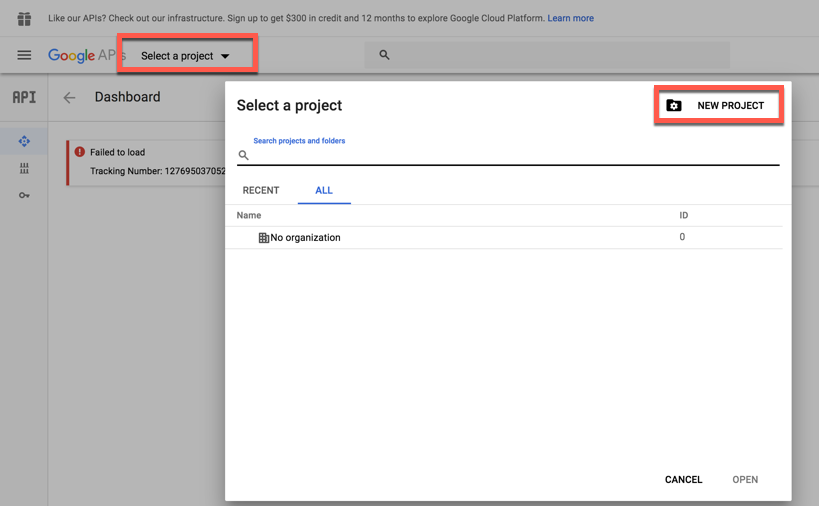 Like our APIs? Check out our infrastructure. Sign up to get $300 in credit and 12 months to explore Google Cloud Platform. Learn more
Google APIs Select a project
API Dashboard
Select a project
NEW PROJECT
Search projects and folders
Failed to load
Tracking Number: 127695037052
RECENT ALL
Name ID
No organization 0
CANCEL OPEN